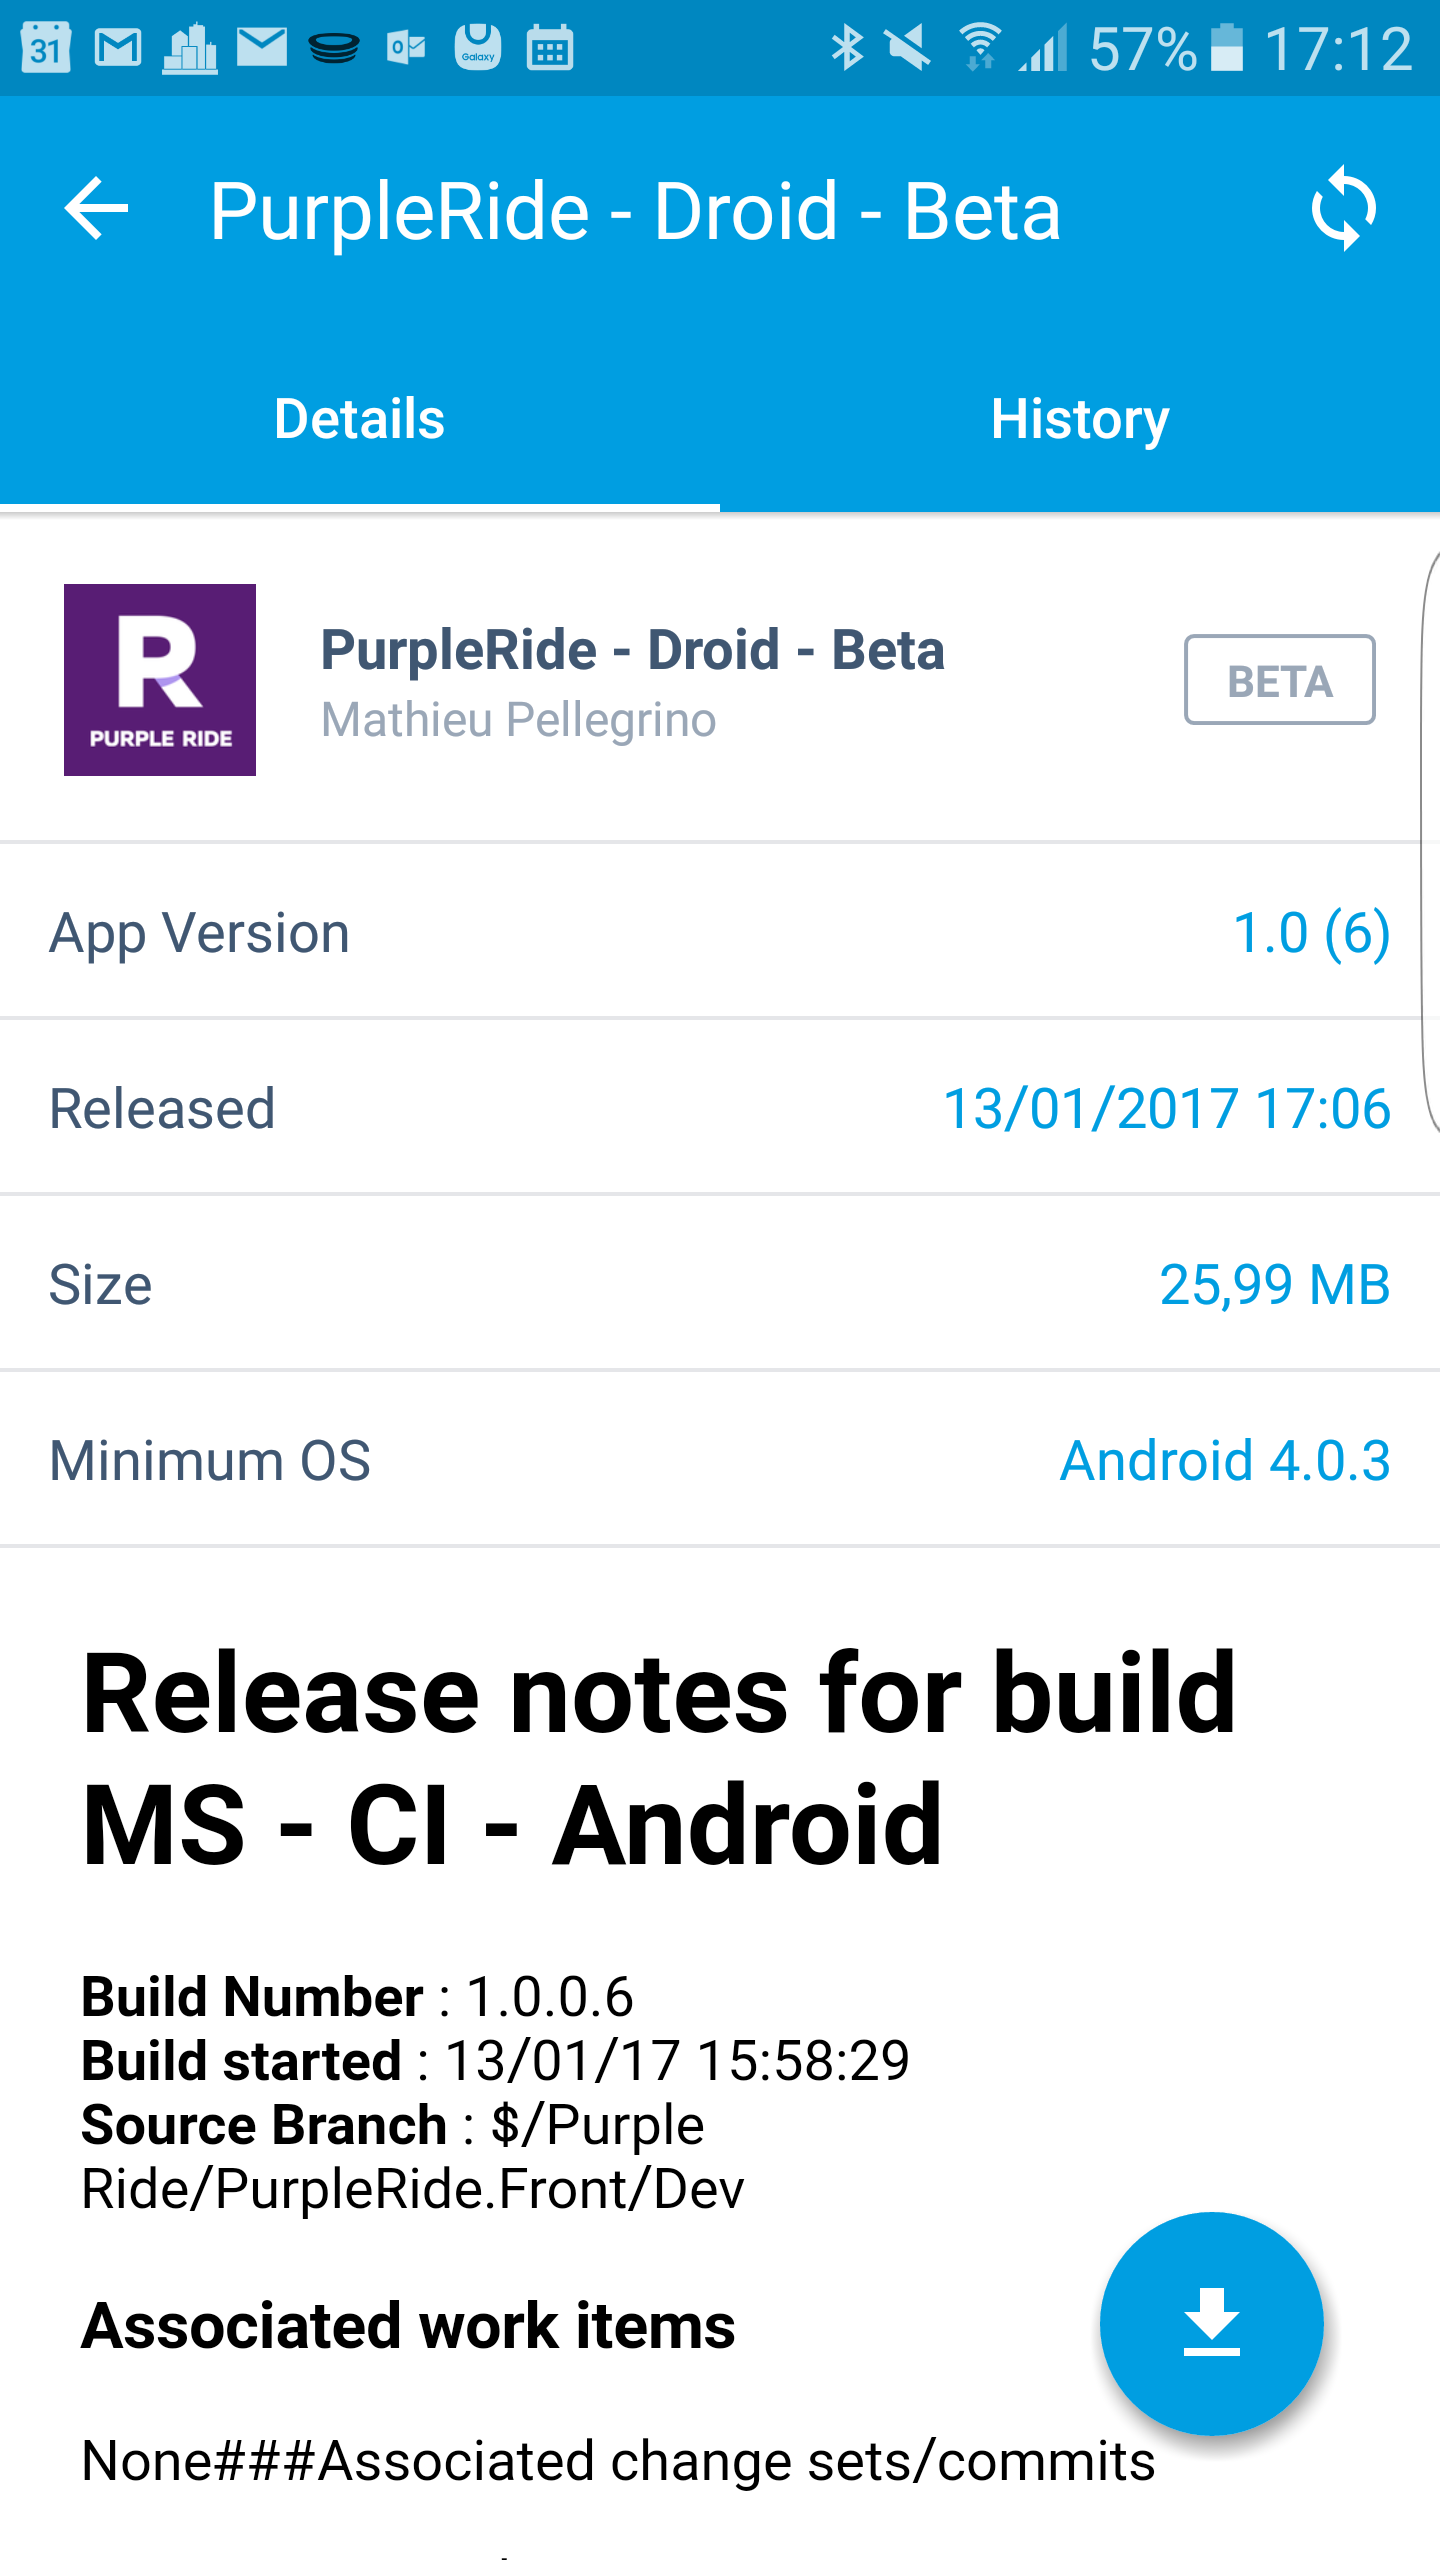 31 Galaxy 57% 17:12
PurpleRide - Droid - Beta
Details History
R
PURPLE RIDE
PurpleRide - Droid - Beta
Mathieu Pellegrino
BETA
App Version 1.0 (6)
Released 13/01/2017 17:06
Size 25,99 MB
Minimum OS Android 4.0.3
Release notes for build
MS - CI - Android
Build Number : 1.0.0.6
Build started : 13/01/17 15:58:29
Source Branch : $/Purple
Ride/PurpleRide.Front/Dev
Associated work items
None###Associated change sets/commits